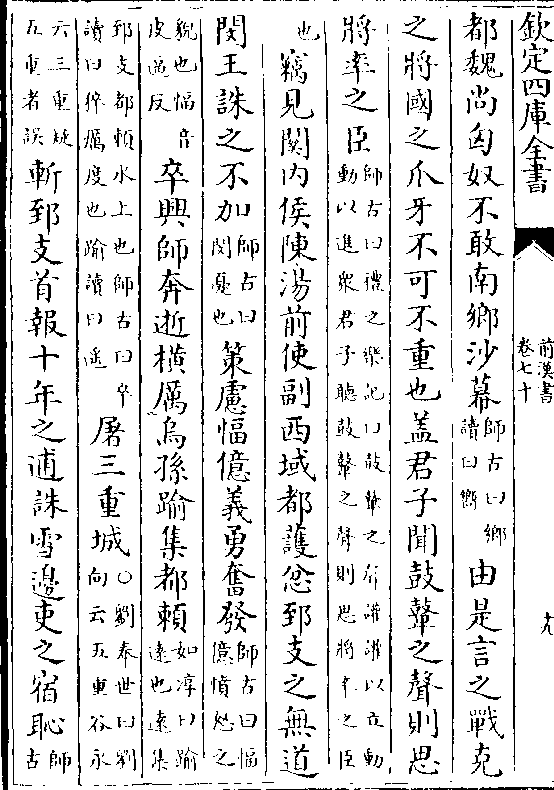 欽定四庫全書
前漢書
卷七十
十九
都魏尚匈奴不敢南鄉沙幕師古曰鄉讀曰嚮由是言之戰克
之將國之爪牙不可不重也蓋君子聞鼓鼙之聲則思
將率之臣師古曰禮之樂記曰鼓鼙之聲讙讙以立動動以進衆君子聽鼓鼙之聲則思將率之臣
也竊見關内侯陳湯前使副西域都護忿郅支之無道
閔王誅之不加師古曰閔憂也策慮愊億義勇奮發師古曰愊億憤怒之
貌也愊音皮逼反卒興師奔逝橫厲烏孫踰集都賴如淳曰踰遠也遠集
郅支都賴水上也師古曰卒讀曰猝厲度也踰讀曰遙屠三重城○劉奉世曰劉向云五重谷永
云三重疑五重者誤斬郅支首報十年之逋誅雪邊吏之宿恥師古